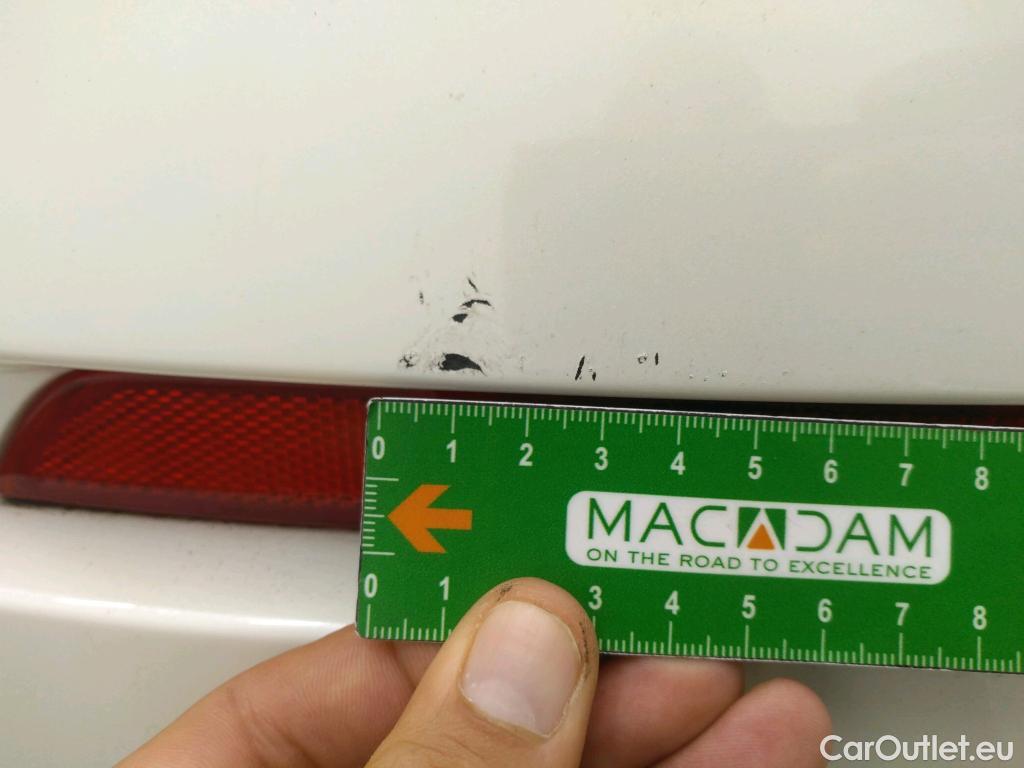 0 1 2 3 4 5 6 7 8
MACADAM
ON THE ROAD TO EXCELLENCE
0 1 3 4 5 6 7 8
CarOutlet.eu